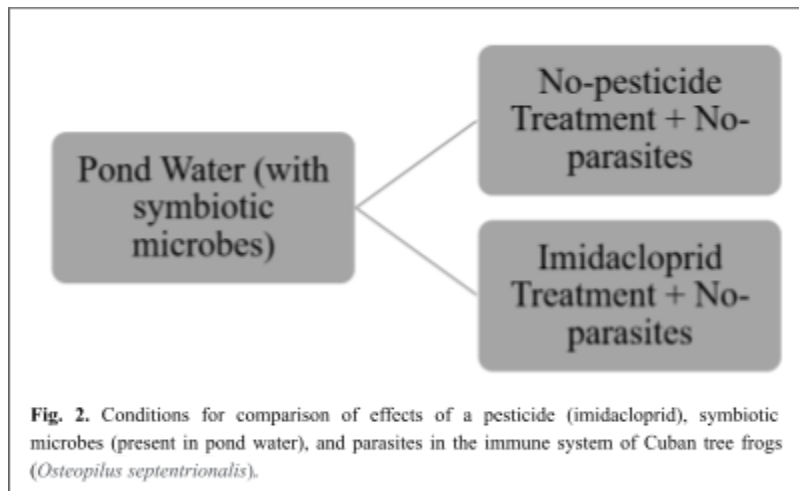 Pond Water (with
symbiotic
microbes)
No-pesticide
Treatment + No-
parasites
Imidacloprid
Treatment + No-
parasites
Fig. 2. Conditions for comparison of effects of a pesticide (imidacloprid), symbiotic
microbes (present in pond water), and parasites in the immune system of Cuban tree frogs
(Osteopilus septentrionalis).